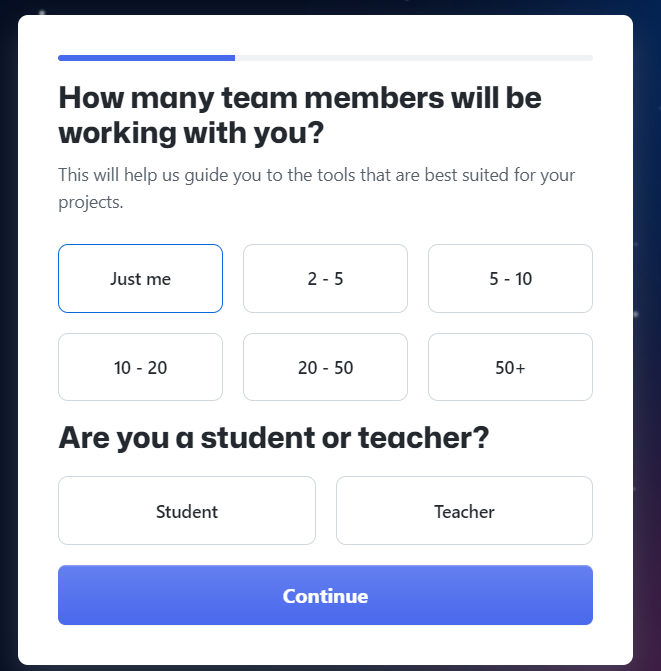 How many team members will be
working with you?
This will help us guide you to the tools that are best suited for your
projects.
Just me
2 - 5
5 - 10
10 - 20
20 - 50
50+
Are you a student or teacher?
Student
Teacher
Continue